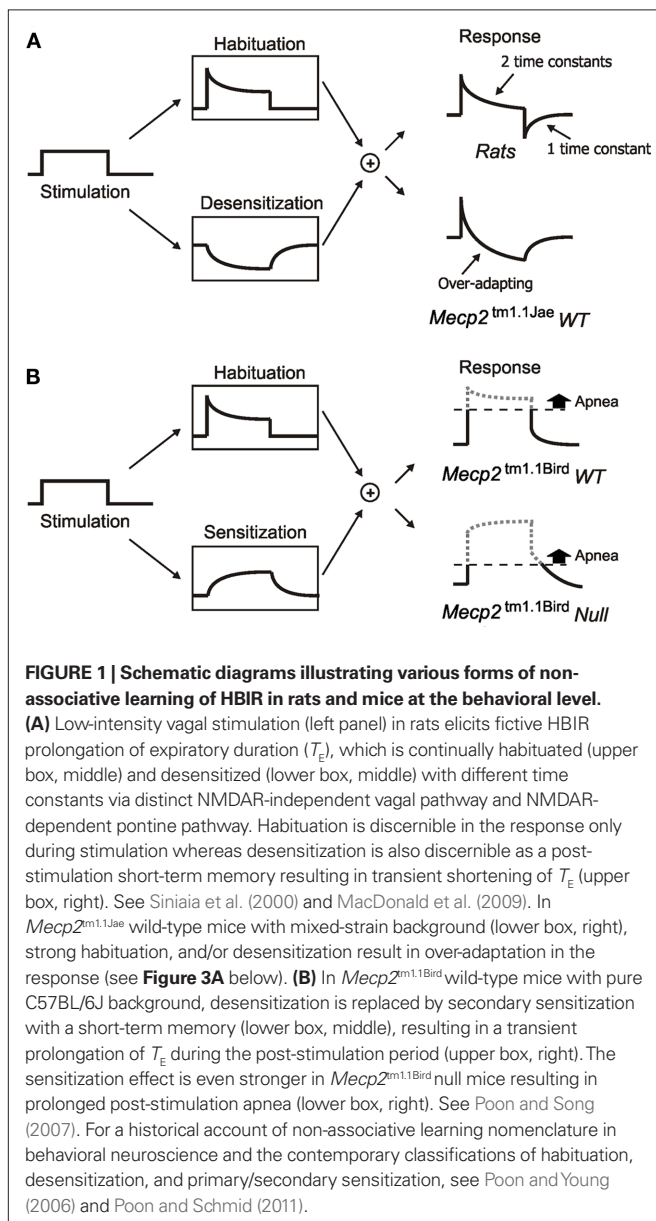 A
Habituation
Response
2 time constants
Rats
1 time constant
Stimulation
Desensitization
Over-adapting
Mecp2 tm1.1Jae WT
B
Habituation
Response
Apnea
Mecp2 tm1.1Bird WT
Stimulation
Sensitization
Apnea
Mecp2 tm1.1Bird Null
FIGURE 1 | Schematic diagrams illustrating various forms of non-
associative learning of HBIR in rats and mice at the behavioral level.
(A) Low-intensity vagal stimulation (left panel) in rats elicits fictive HBIR
prolongation of expiratory duration (TE), which is continually habituated (upper
box, middle) and desensitized (lower box, middle) with different time
constants via distinct NMDAR-independent vagal pathway and NMDAR-
dependent pontine pathway. Habituation is discernible in the response only
during stimulation whereas desensitization is also discernible as a post-
stimulation short-term memory resulting in transient shortening of TE (upper
box, right). See Siniaia et al. (2000) and MacDonald et al. (2009). In
Mecp2tm1.1Jae wild-type mice with mixed-strain background (lower box, right),
strong habituation, and/or desensitization result in over-adaptation in the
response (see Figure 3A below). (B) In Mecp2tm1.1Bird wild-type mice with pure
C57BL/6J background, desensitization is replaced by secondary sensitization
with a short-term memory (lower box, middle), resulting in a transient
prolongation of TE during the post-stimulation period (upper box, right). The
sensitization effect is even stronger in Mecp2tm1.1Bird null mice resulting in
prolonged post-stimulation apnea (lower box, right). See Poon and Song
(2007). For a historical account of non-associative learning nomenclature in
behavioral neuroscience and the contemporary classifications of habituation,
desensitization, and primary/secondary sensitization, see Poon and Young
(2006) and Poon and Schmid (2011).